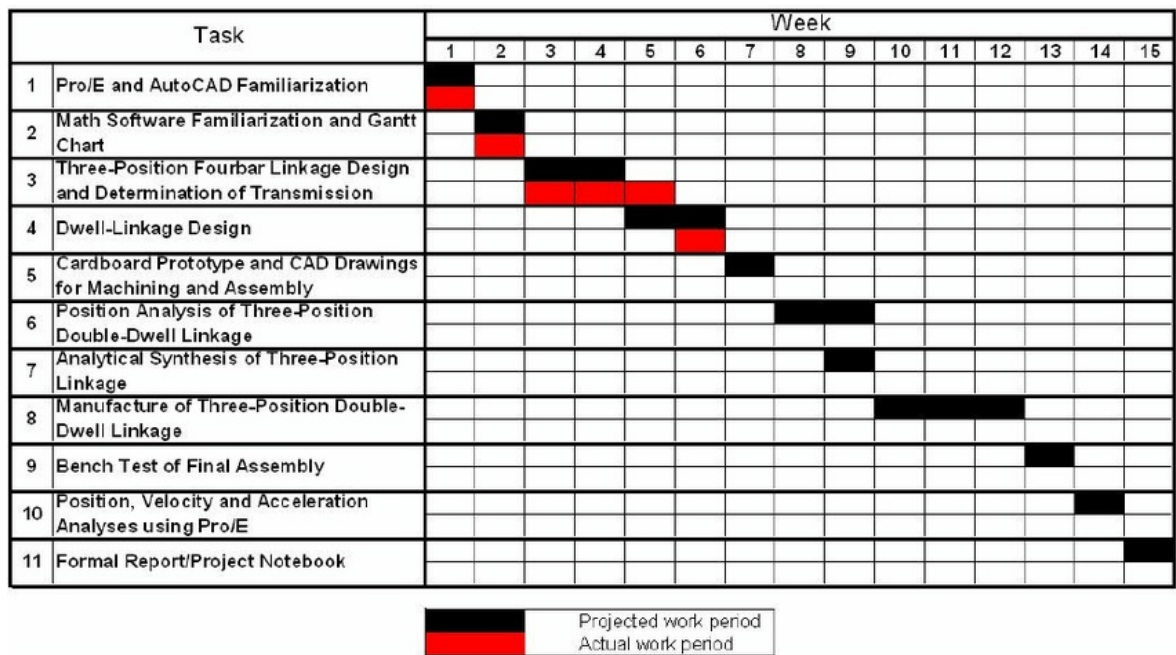 Task
Week
1 2 3 4 5 6 7 8 9 10 11 12 13 14 15
1 Pro/E and AutoCAD Familiarization
2 Math Software Familiarization and Gantt
Chart
3 Three-Position Fourbar Linkage Design
and Determination of Transmission
4 Dwell-Linkage Design
5 Cardboard Prototype and CAD Drawings
for Machining and Assembly
6 Position Analysis of Three-Position
Double-Dwell Linkage
7 Analytical Synthesis of Three-Position
Linkage
8 Manufacture of Three-Position Double-
Dwell Linkage
9 Bench Test of Final Assembly
10 Position, Velocity and Acceleration
Analyses using Pro/E
11 Formal Report/Project Notebook
Projected work period
Actual work period